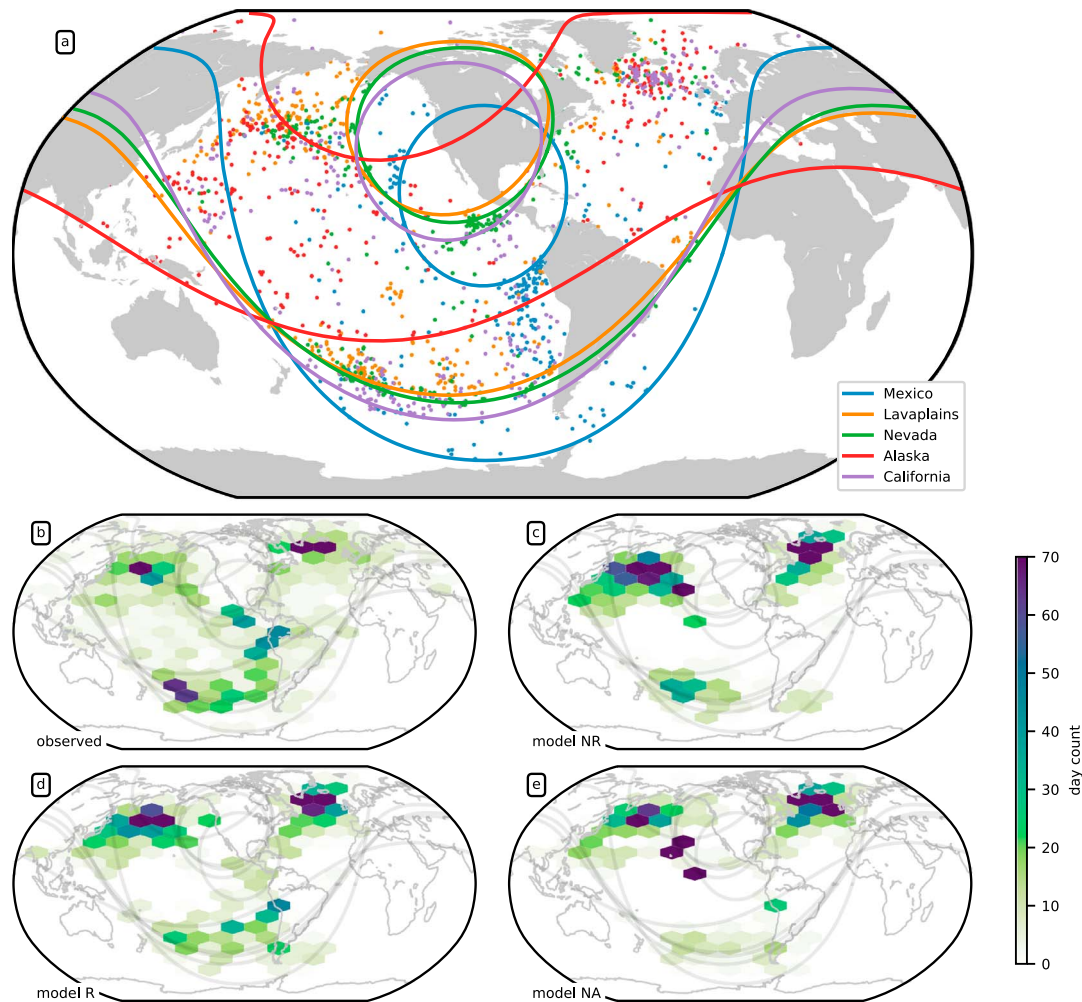 a
Mexico
Lavaplains
Nevada
Alaska
California
b
observed
c
model NR
d
model R
e
model NA
70
60
50
40
30
20
10
0
day count